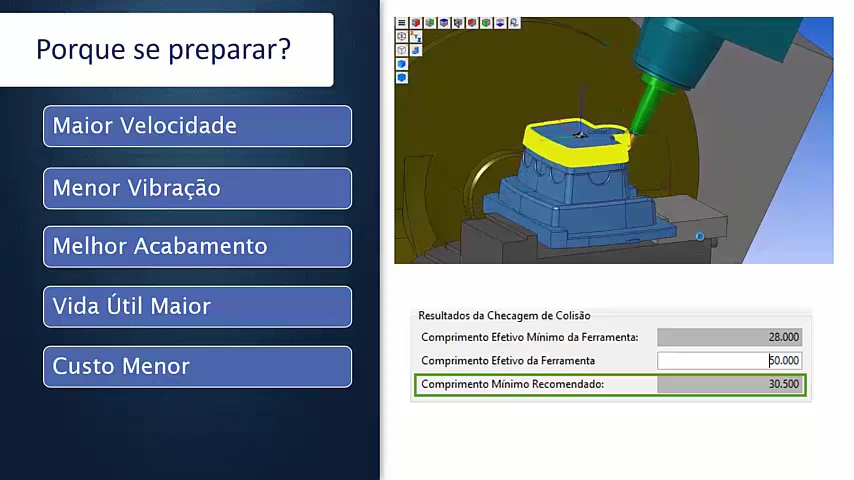 Porque se preparar?
Maior Velocidade
Menor Vibração
Melhor Acabamento
Vida Útil Maior
Custo Menor
Resultados da Checagem de Colisão
Comprimento Efetivo Mínimo da Ferramenta: 28.000
Comprimento Efetivo da Ferramenta 50.000
Comprimento Mínimo Recomendado: 30.500